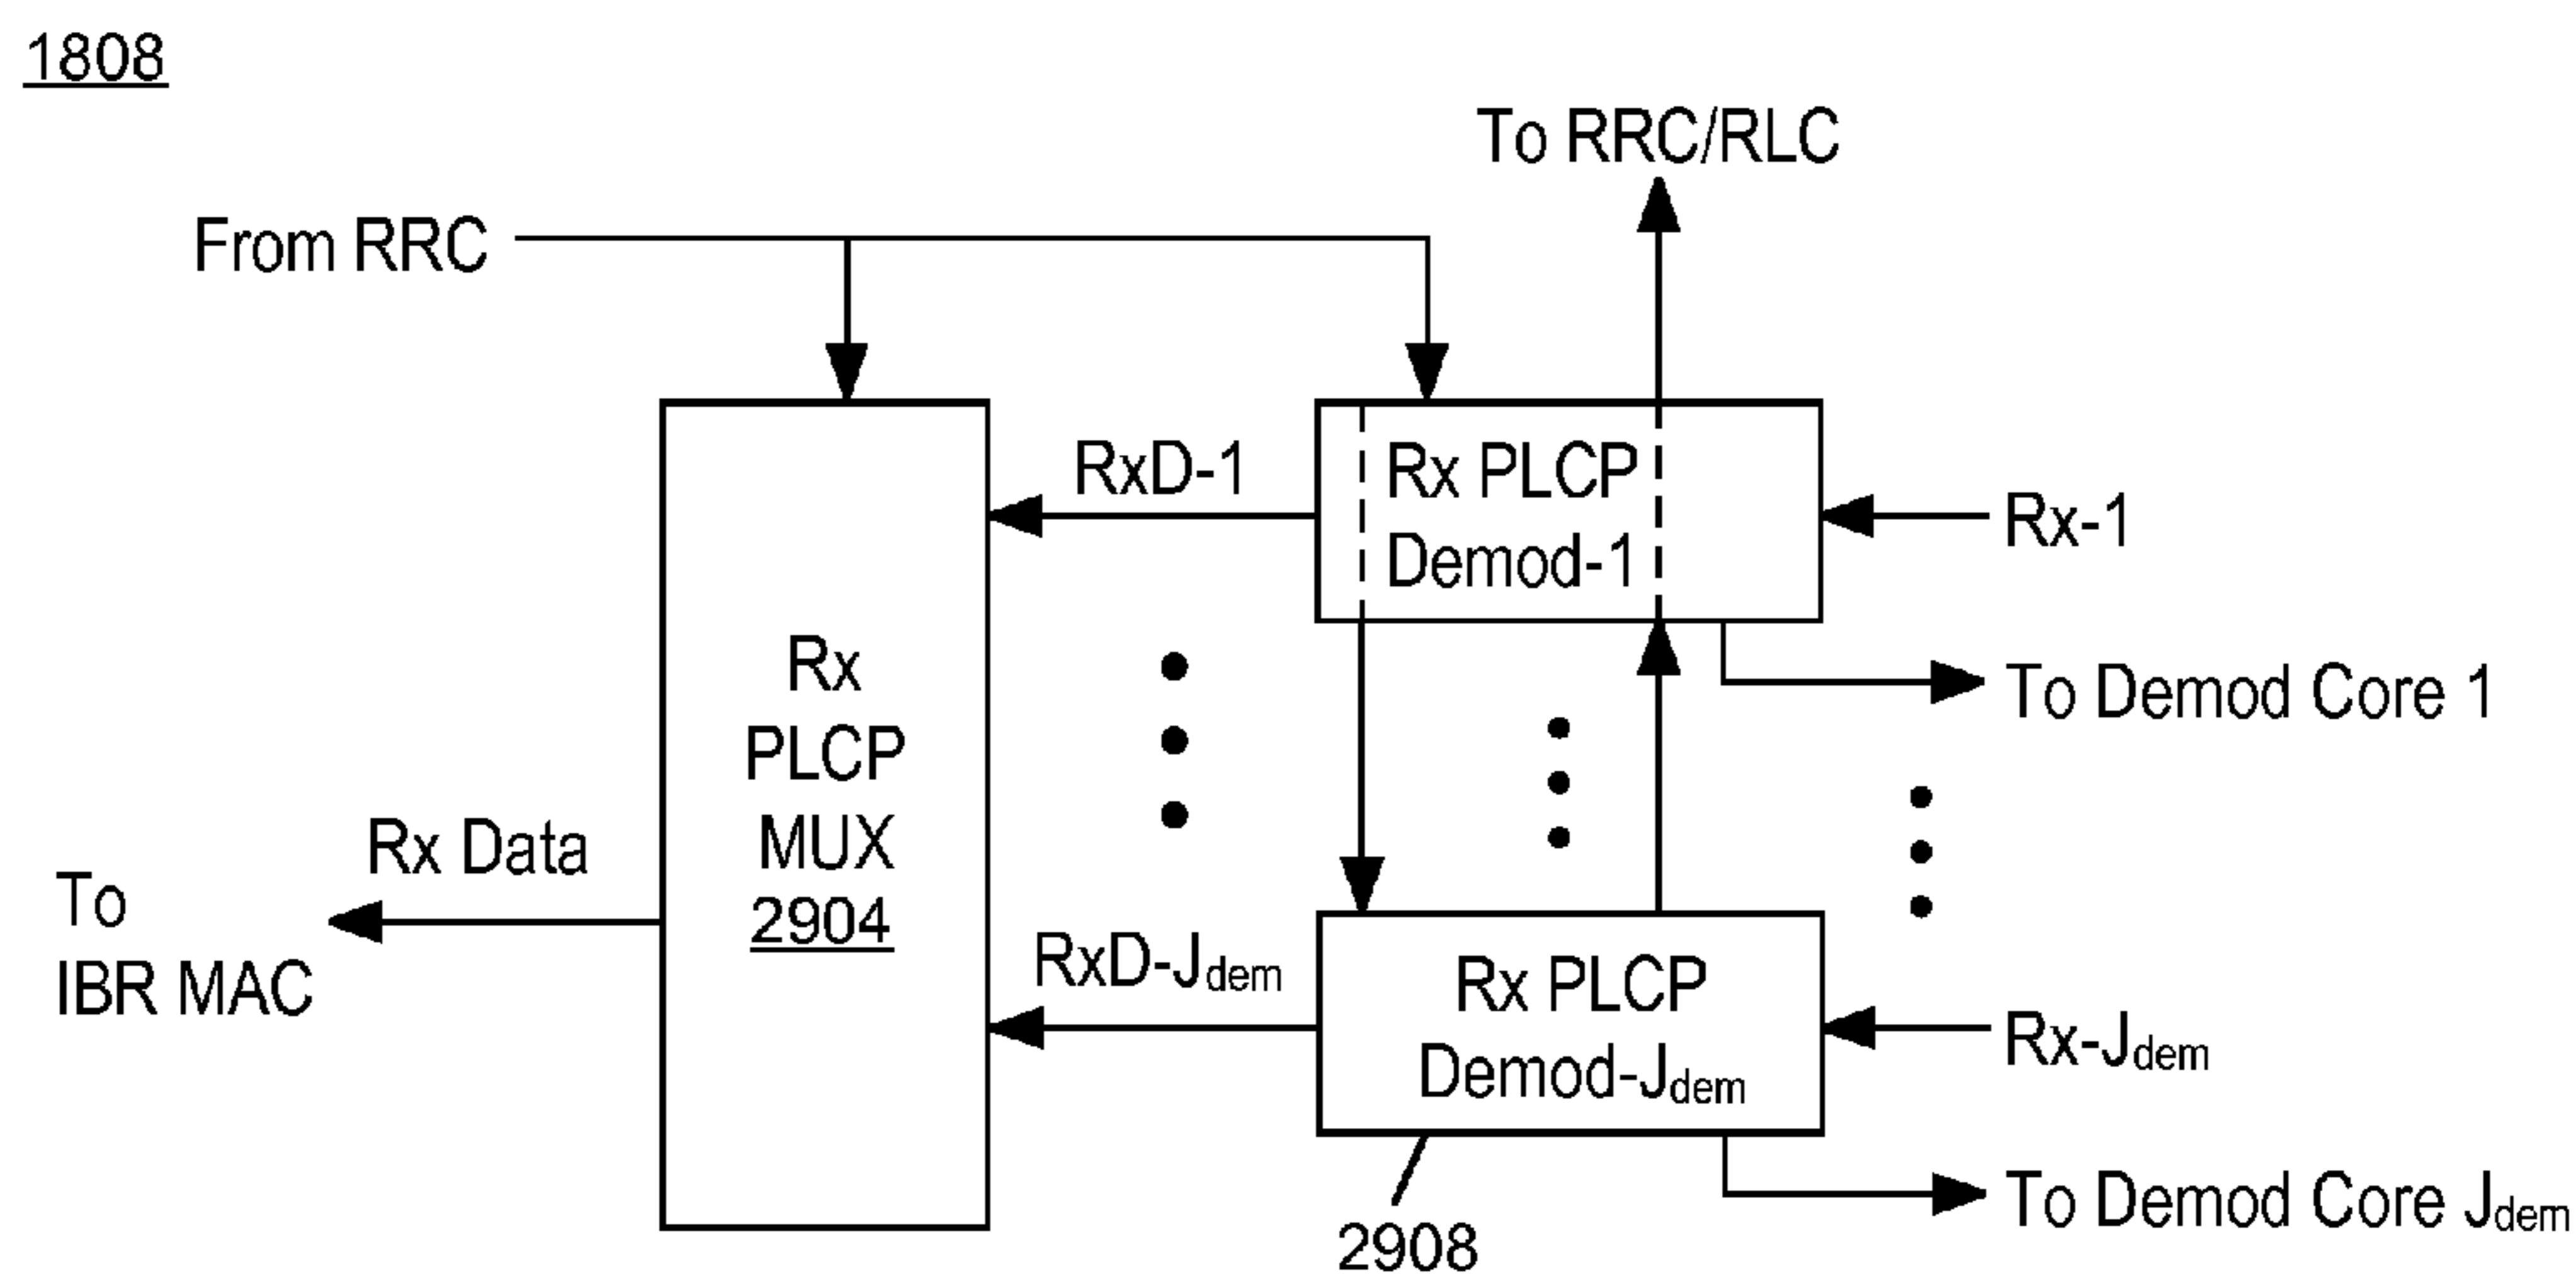 1808
To RRC/RLC
From RRC
RxD-1
Rx PLCP
Demod-1
Rx-1
To Demod Core 1
Rx
PLCP
MUX
2904
Rx Data
To
IBR MAC
RxD-Jdem
Rx PLCP
Demod-Jdem
Rx-Jdem
To Demod Core Jdem
2908